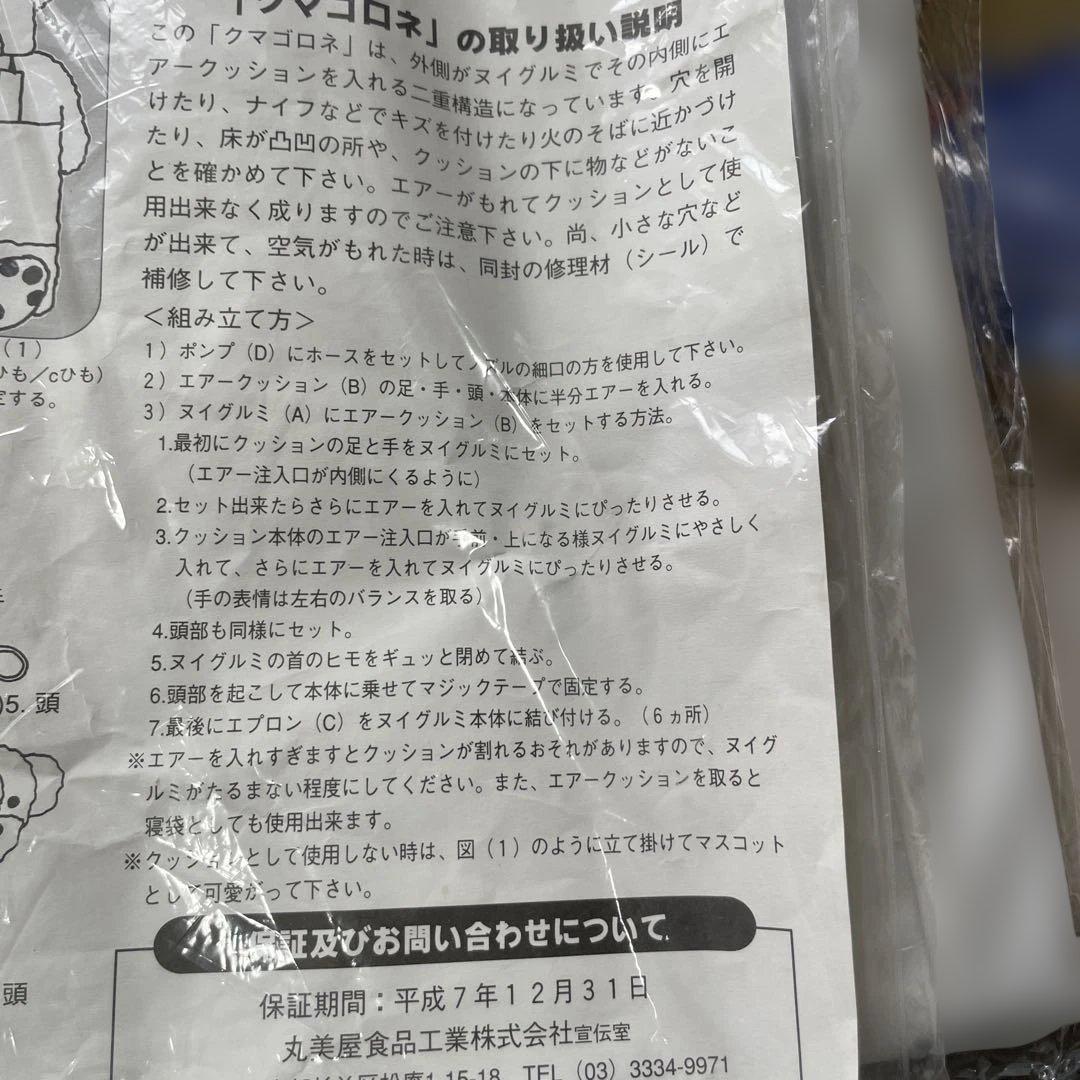 「クマゴロネ」の取り扱い説明
この「クマゴロネ」は、外側がヌイグルミでその内側にエ
アークッションを入れる二重構造になっています。穴を開
けたり、ナイフなどでキズを付けたり火のそばに近かづけ
たり、床が凸凹の所や、クッションの下に物などがないこ
とを確かめて下さい。エアーがもれてクッションとして使
用出来なく成りますのでご注意下さい。尚、小さな穴など
が出来て、空気がもれた時は、同封の修理材（シール）で
補修して下さい。
＜組み立て方＞
1）ポンプ（D）にホースをセットしてノズルの細口の方を使用して下さい。
2）エアークッション（B）の足・手・頭・本体に半分エアーを入れる。
3）ヌイグルミ（A）にエアークッション（B）をセットする方法。
1.最初にクッションの足と手をヌイグルミにセット。
（エアー注入口が内側にくるように）
2.セット出来たらさらにエアーを入れてヌイグルミにぴったりさせる。
3.クッション本体のエアー注入口が手前・上になる様ヌイグルミにやさしく
入れて、さらにエアーを入れてヌイグルミにぴったりさせる。
（手の表情は左右のバランスを取る）
4.頭部も同様にセット。
5.ヌイグルミの首のヒモをギュッと閉めて結ぶ。
6.頭部を起こして本体に乗せてマジックテープで固定する。
7.最後にエプロン（C）をヌイグルミ本体に結び付ける。（6ヵ所）
※エアーを入れすぎますとクッションが割れるおそれがありますので、ヌイグ
ルミがたるまない程度にしてください。また、エアークッションを取ると
寝袋としても使用出来ます。
※クッションとして使用しない時は、図（1）のように立て掛けてマスコット
として可愛がって下さい。
保証及びお問い合わせについて
保証期間：平成7年12月31日
丸美屋食品工業株式会社宣伝室
1-15-18 TEL（03）3334-9971
（1）
ひも／cひも）
定する。
5. 頭
頭